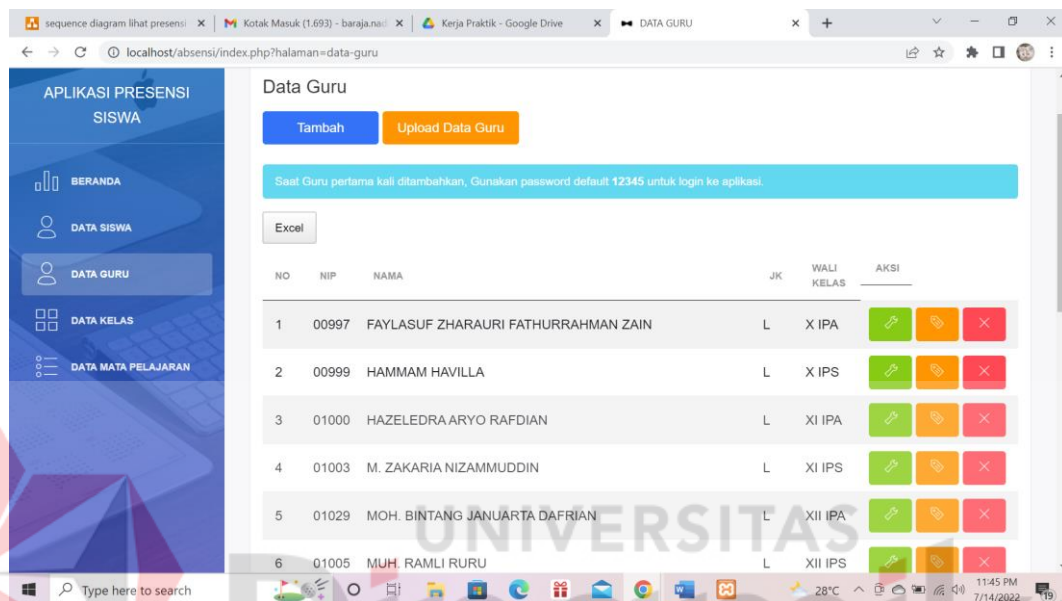 sequence diagram lihat presensi
Kotak Masuk (1.693) - baraja.nad
Kerja Praktik - Google Drive
DATA GURU
localhost/absensi/index.php?halaman=data-guru
APLIKASI PRESENSI
SISWA
BERANDA
DATA SISWA
DATA GURU
DATA KELAS
DATA MATA PELAJARAN
Data Guru
Tambah Upload Data Guru
Saat Guru pertama kali ditambahkan, Gunakan password default 12345 untuk login ke aplikasi.
Excel
NO NIP NAMA JK WALI KELAS AKSI
1 00997 FAYLASUF ZHARAURI FATHURRAHMAN ZAIN L X IPA
2 00999 HAMMAM HAVILLA L X IPS
3 01000 HAZELEDRA ARYO RAFDIAN L XI IPA
4 01003 M. ZAKARIA NIZAMMUDDIN L XI IPS
5 01029 MOH. BINTANG JANUARTA DAFRIAN L XII IPA
6 01005 MUH. RAMLI RURU L XII IPS
UNIVERSITAS
Type here to search
28°C
11:45 PM
7/14/2022
19